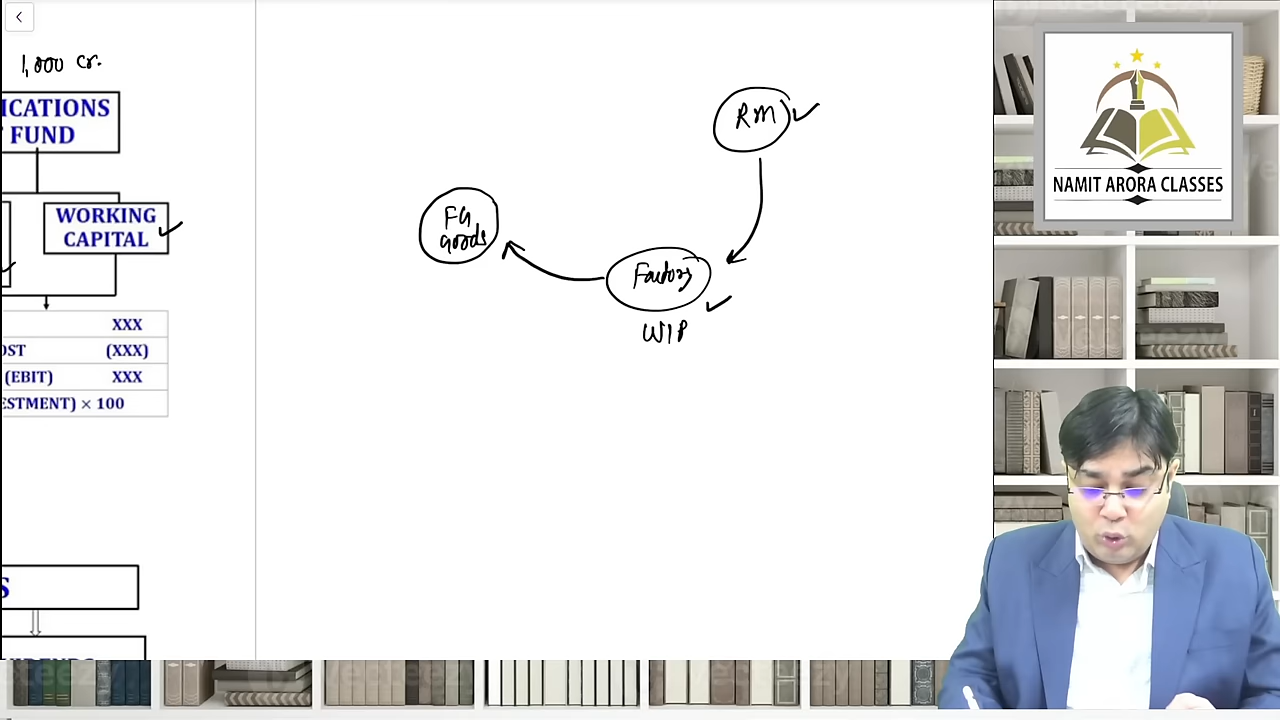 1,000 cr.
ICATIONS
FUND
WORKING
CAPITAL
XXX
OST (XXX)
(EBIT) XXX
ESTMENT) × 100
S
RM
FG
goods
Factory
WIP
NAMIT ARORA CLASSES